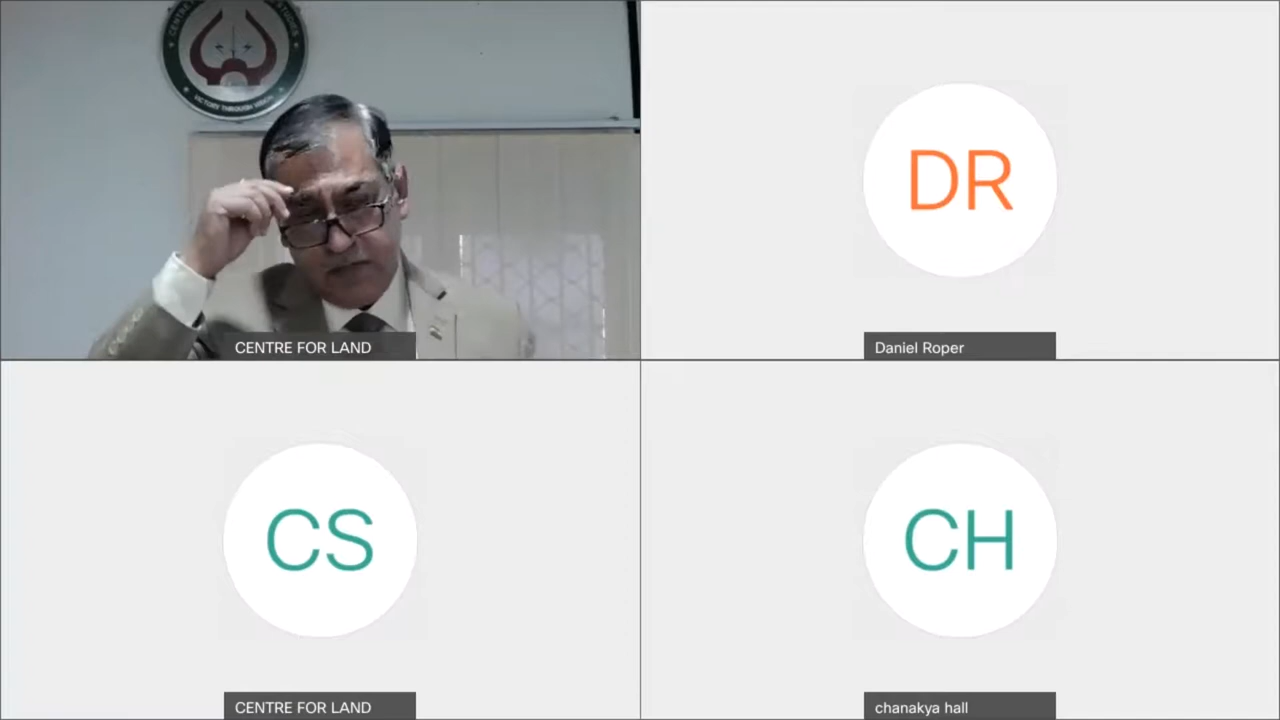 VICTORY THROUGH VISION
CENTRE FOR LAND
DR
Daniel Roper
CS
CENTRE FOR LAND
CH
chanakya hall